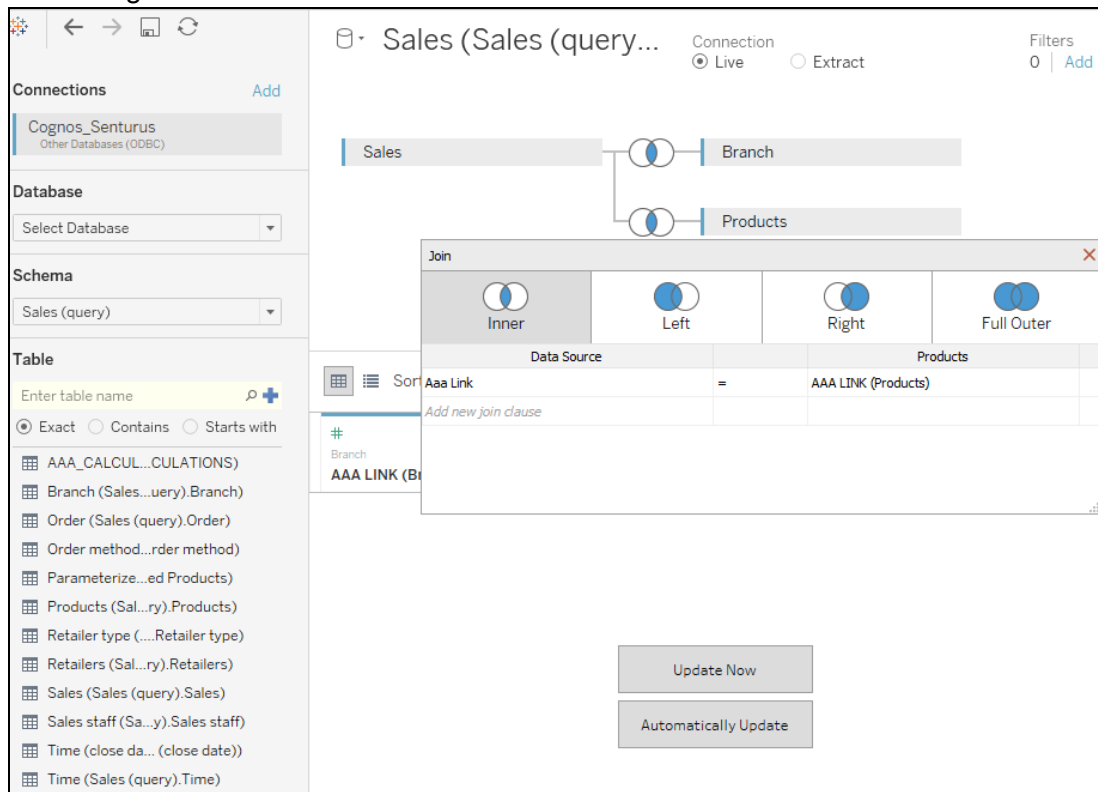 Sales (Sales (query...
Connection
Live
Extract
Filters
0 | Add
Connections
Add
Cognos_Senturus
Other Databases (ODBC)
Database
Select Database
Schema
Sales (query)
Table
Enter table name
Exact
Contains
Starts with
AAA_CALCUL...CULATIONS)
Branch (Sales...uery).Branch)
Order (Sales (query).Order)
Order method...rder method)
Parameterize...ed Products)
Products (Sal...ry).Products)
Retailer type (....Retailer type)
Retailers (Sal...ry).Retailers)
Sales (Sales (query).Sales)
Sales staff (Sa...y).Sales staff)
Time (close da... (close date))
Time (Sales (query).Time)
Sales
Branch
Products
Join
Inner
Left
Right
Full Outer
Data Source
Products
Aaa Link
=
AAA LINK (Products)
Add new join clause
Sor
#
Branch
AAA LINK (Br
Update Now
Automatically Update